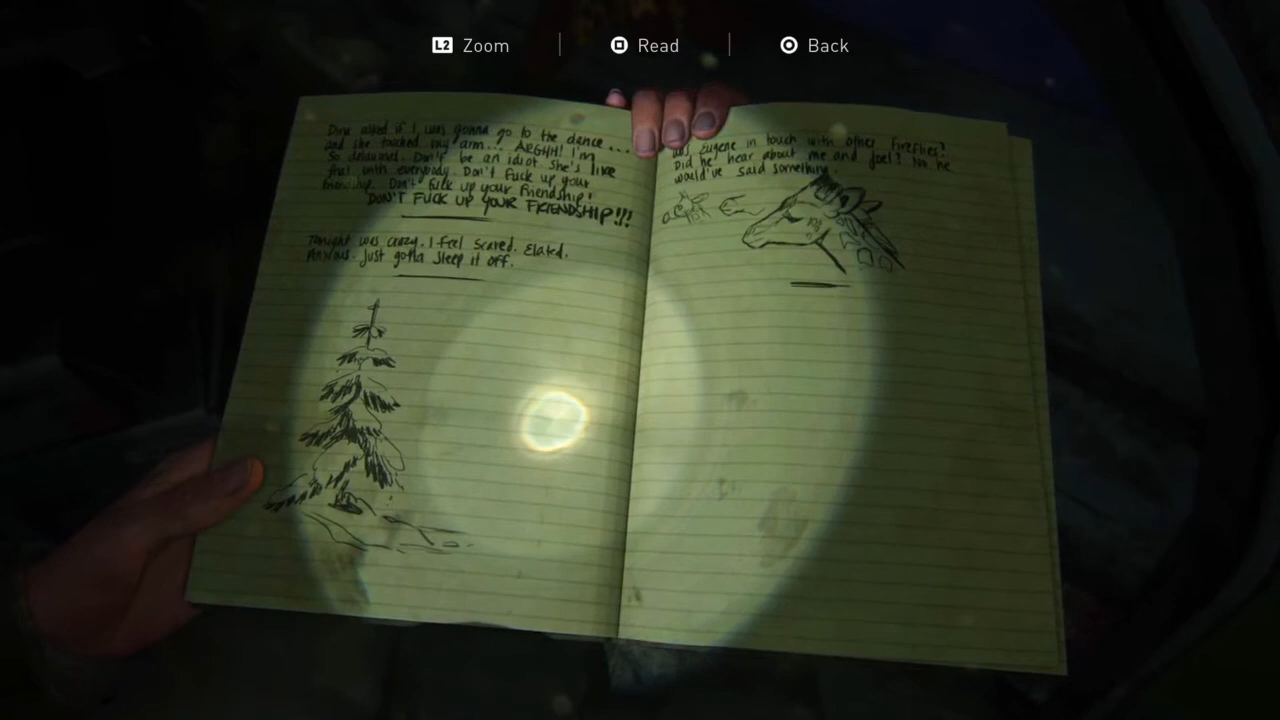 L2 Zoom
Read
Back
Dina asked if I was gonna go to the dance...
and she touched my arm... ARGHH! I'm
so delusional. Don't be an idiot. She's like
that with everybody. Don't fuck up your
friendship. Don't fuck up your friendship!
DON'T FUCK UP YOUR FRIENDSHIP!!!
Tonight was crazy. I feel scared. Elated.
Anxious. Just gotta sleep it off.
Was Eugene in touch with other Fireflies?
Did he hear about me and Joel? No he
would've said something.